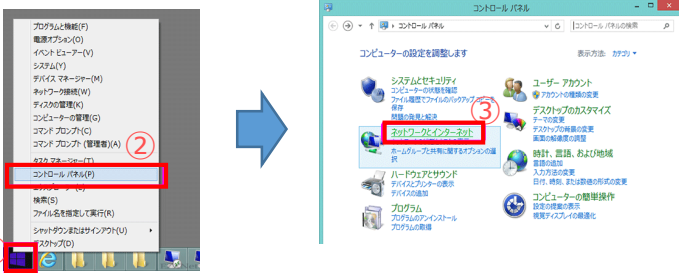 プログラムと機能(F)
電源オプション(O)
イベント ビューアー(V)
システム(Y)
デバイス マネージャー(M)
ネットワーク接続(W)
ディスクの管理(K)
コンピューターの管理(G)
コマンド プロンプト(C)
コマンド プロンプト (管理者)(A)
②
タスク マネージャー(T)
コントロール パネル(P)
エクスプローラー(E)
検索(S)
ファイル名を指定して実行(R)
シャットダウンまたはサインアウト(U)
デスクトップ(D)
コントロール パネル
コントロール パネル
コントロール パネルの検索
コンピューターの設定を調整します
表示方法: カテゴリ
システムとセキュリティ
コンピューターの状態を確認
ファイル履歴でファイルのバックアップ コピーを
保存
問題の発見と解決
③
ネットワークとインターネット
ホームグループと共有に関するオプションの選
択
ハードウェアとサウンド
デバイスとプリンターの表示
デバイスの追加
プログラム
プログラムのアンインストール
プログラムの取得
ユーザー アカウント
アカウントの種類の変更
デスクトップのカスタマイズ
テーマの変更
デスクトップの背景の変更
画面の解像度の調整
時計、言語、および地域
言語の追加
入力方法の変更
日付、時刻、または数値の形式の変更
コンピューターの簡単操作
設定の提案の表示
視覚ディスプレイの最適化